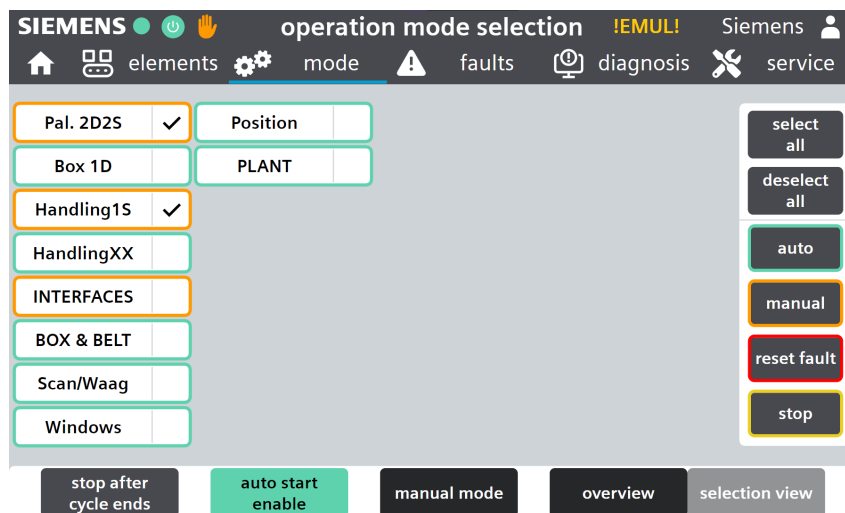 SIEMENS operation mode selection !EMUL! Siemens
elements mode faults diagnosis service
Pal. 2D2S Position
Box 1D PLANT
Handling1S
HandlingXX
INTERFACES
BOX & BELT
Scan/Waag
Windows
select
all
deselect
all
auto
manual
reset fault
stop
stop after
cycle ends
auto start
enable
manual mode
overview
selection view